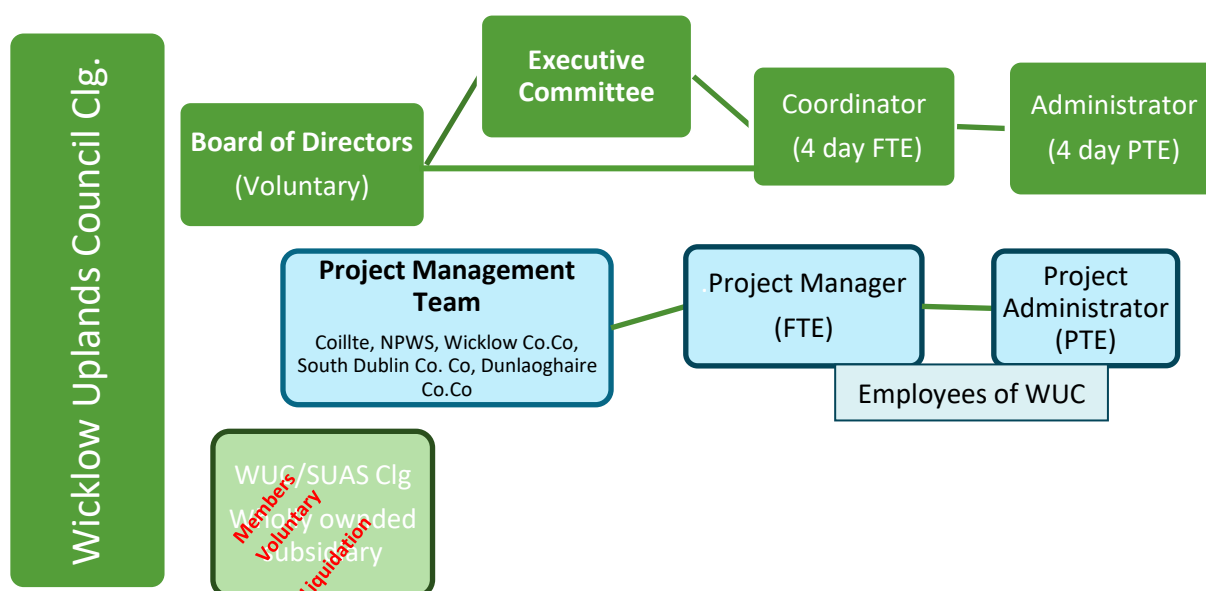 Wicklow Uplands Council Clg.
Executive
Committee
Board of Directors
(Voluntary)
Coordinator
(4 day FTE)
Administrator
(4 day PTE)
Project Management
Team
Coillte, NPWS, Wicklow Co.Co,
South Dublin Co. Co, Dunlaoghaire
Co.Co
.Project Manager
(FTE)
Project
Administrator
(PTE)
Employees of WUC
WUC/SUAS Clg
Wholly ownded
subsidiary
Members
Voluntary
Liquidation